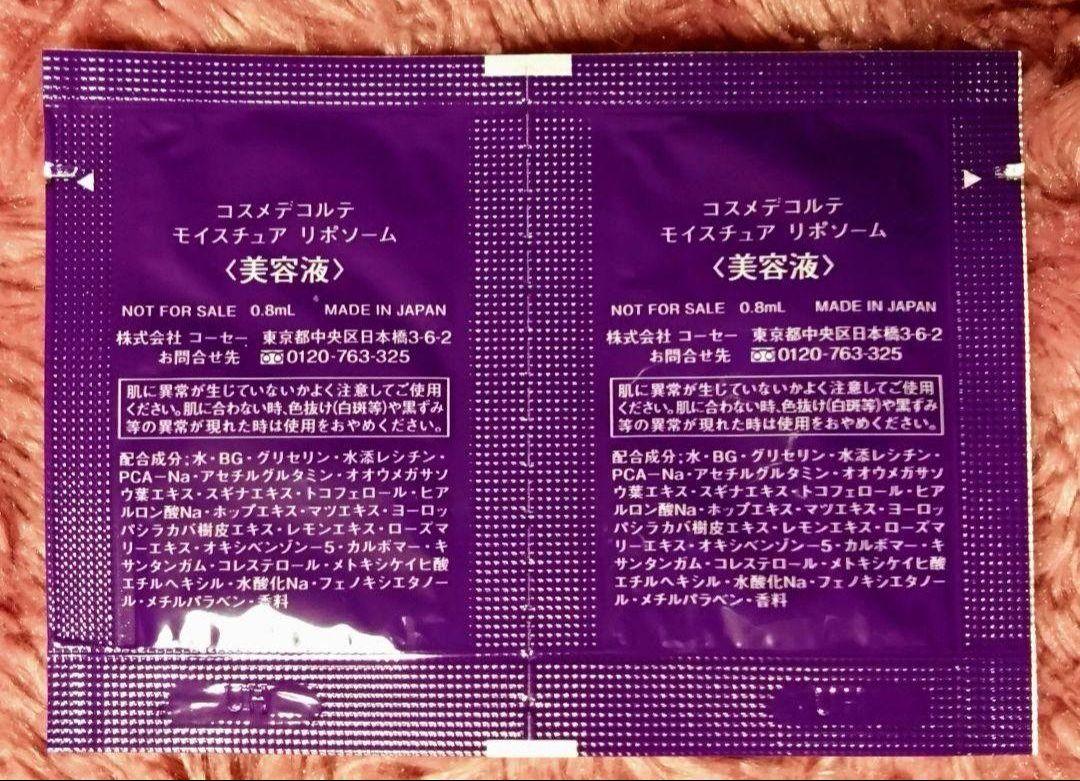 コスメデコルテ
モイスチュア リポソーム
〈美容液〉
NOT FOR SALE 0.8mL MADE IN JAPAN
株式会社 コーセー 東京都中央区日本橋3-6-2
お問合せ先 0120-763-325
肌に異常が生じていないかよく注意してご使用
ください。肌に合わない時、色抜け(白斑等)や黒ずみ
等の異常が現れた時は使用をおやめください。
配合成分:水・BG・グリセリン・水添レシチン・
PCA-Na・アセチルグルタミン・オオウメガサソ
ウ葉エキス・スギナエキス・トコフェロール・ヒア
ルロン酸Na・ホップエキス・マツエキス・ヨーロッ
パシラカバ樹皮エキス・レモンエキス・ローズマ
リーエキス・オキシベンゾン-5・カルボマー・キ
サンタンガム・コレステロール・メトキシケイヒ酸
エチルヘキシル・水酸化Na・フェノキシエタノー
ル・メチルパラベン・香料
コスメデコルテ
モイスチュア リポソーム
〈美容液〉
NOT FOR SALE 0.8mL MADE IN JAPAN
株式会社 コーセー 東京都中央区日本橋3-6-2
お問合せ先 0120-763-325
肌に異常が生じていないかよく注意してご使用
ください。肌に合わない時、色抜け(白斑等)や黒ずみ
等の異常が現れた時は使用をおやめください。
配合成分:水・BG・グリセリン・水添レシチン・
PCA-Na・アセチルグルタミン・オオウメガサソ
ウ葉エキス・スギナエキス・トコフェロール・ヒア
ルロン酸Na・ホップエキス・マツエキス・ヨーロッ
パシラカバ樹皮エキス・レモンエキス・ローズマ
リーエキス・オキシベンゾン-5・カルボマー・キ
サンタンガム・コレステロール・メトキシケイヒ酸
エチルヘキシル・水酸化Na・フェノキシエタノー
ル・メチルパラベン・香料